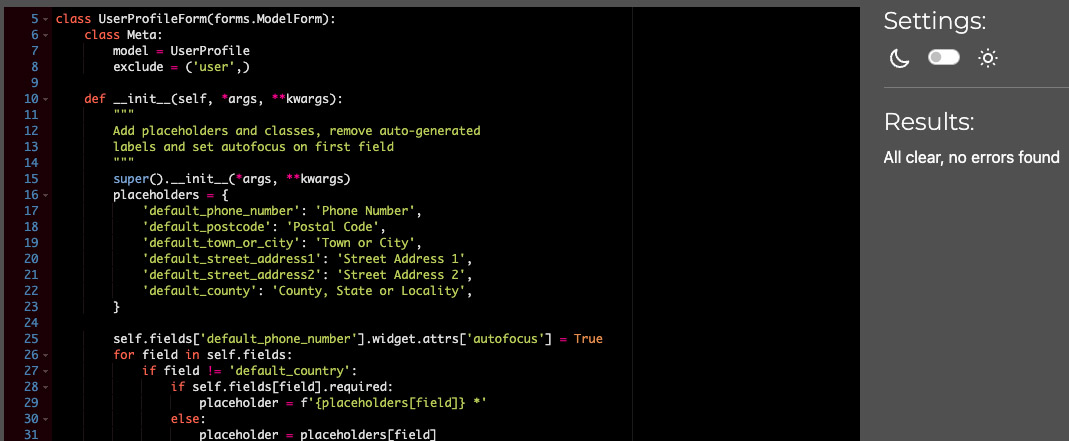 5 class UserProfileForm(forms.ModelForm):
6     class Meta:
7         model = UserProfile
8         exclude = ('user',)
9
10     def __init__(self, *args, **kwargs):
11         """
12         Add placeholders and classes, remove auto-generated
13         labels and set autofocus on first field
14         """
15         super().__init__(*args, **kwargs)
16         placeholders = {
17             'default_phone_number': 'Phone Number',
18             'default_postcode': 'Postal Code',
19             'default_town_or_city': 'Town or City',
20             'default_street_address1': 'Street Address 1',
21             'default_street_address2': 'Street Address 2',
22             'default_county': 'County, State or Locality',
23         }
24
25         self.fields['default_phone_number'].widget.attrs['autofocus'] = True
26         for field in self.fields:
27             if field != 'default_country':
28                 if self.fields[field].required:
29                     placeholder = f'{placeholders[field]} *'
30                 else:
31                     placeholder = placeholders[field]
Settings:
Results:
All clear, no errors found